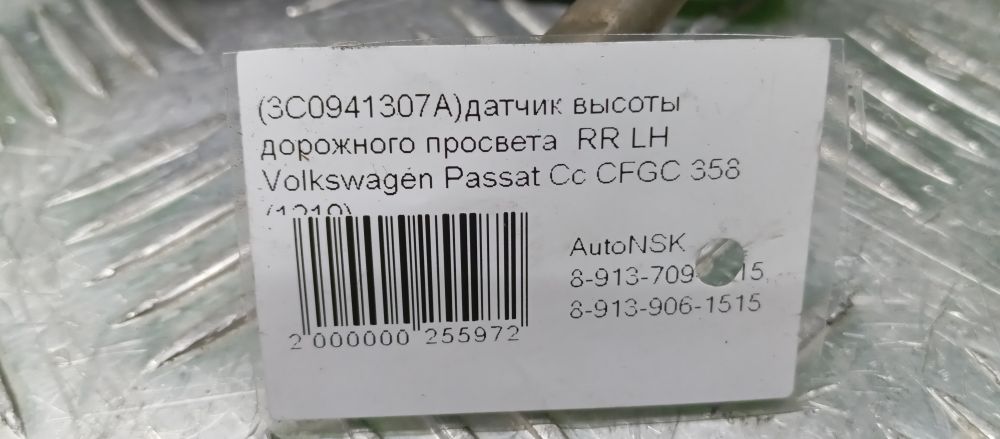 (3C0941307A)датчик высоты
дорожного просвета RR LH
Volkswagen Passat Cc CFGC 358
AutoNSK
8-913-709- 15
8-913-906-1515
2 000000 255972